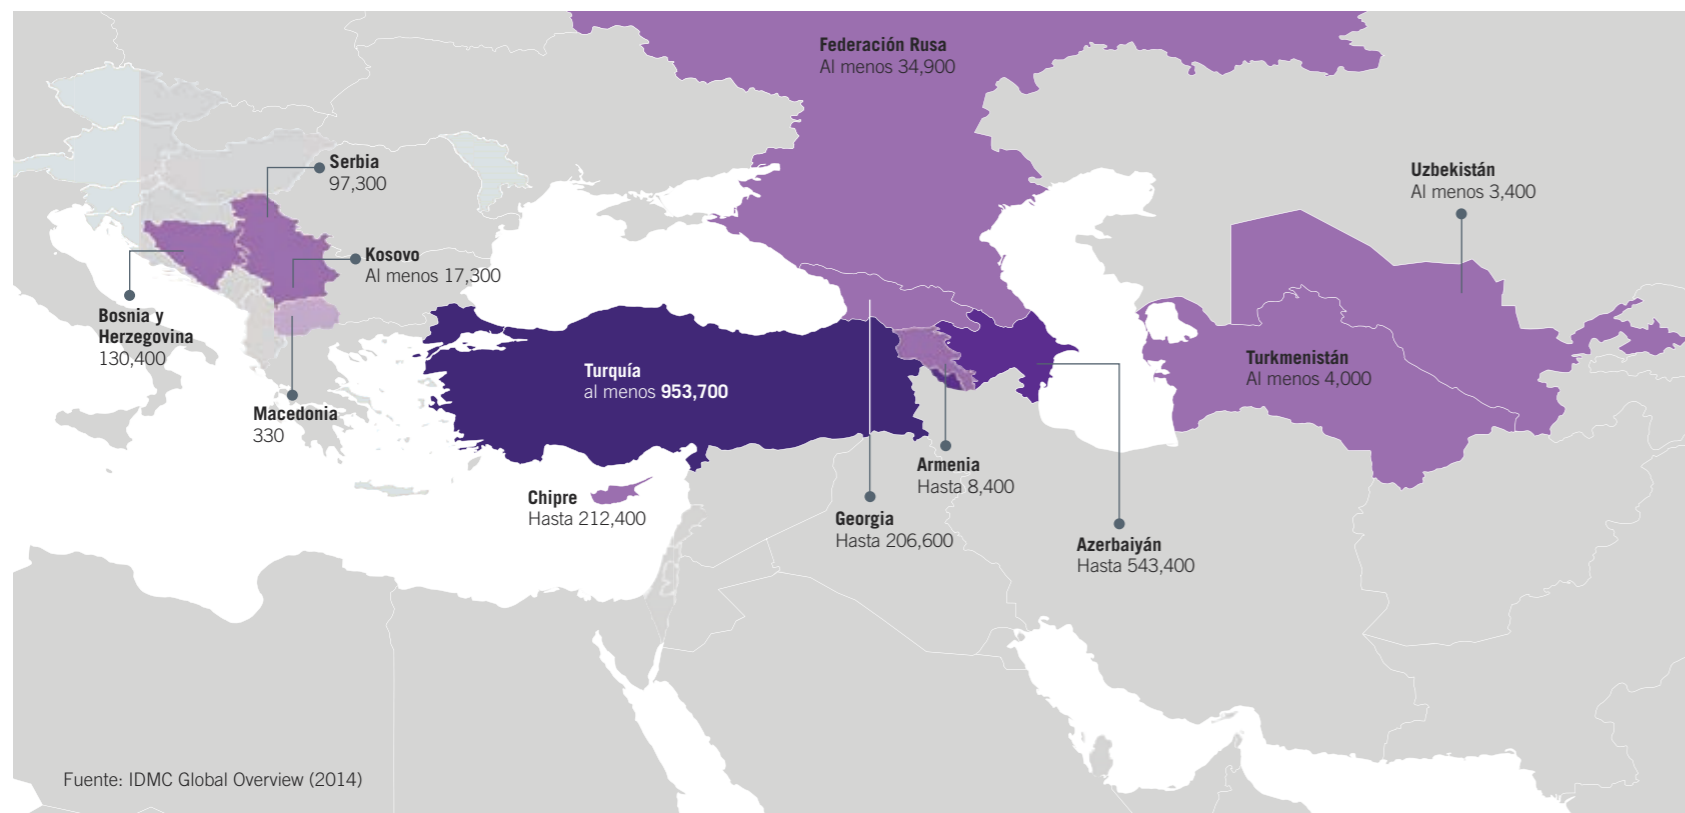 Federación Rusa
Al menos 34,900
Serbia
97,300
Uzbekistán
Al menos 3,400
Kosovo
Al menos 17,300
Bosnia y
Herzegovina
130,400
Turquía
al menos 953,700
Turkmenistán
Al menos 4,000
Macedonia
330
Armenia
Hasta 8,400
Chipre
Hasta 212,400
Georgia
Hasta 206,600
Azerbaiyán
Hasta 543,400
Fuente: IDMC Global Overview (2014)